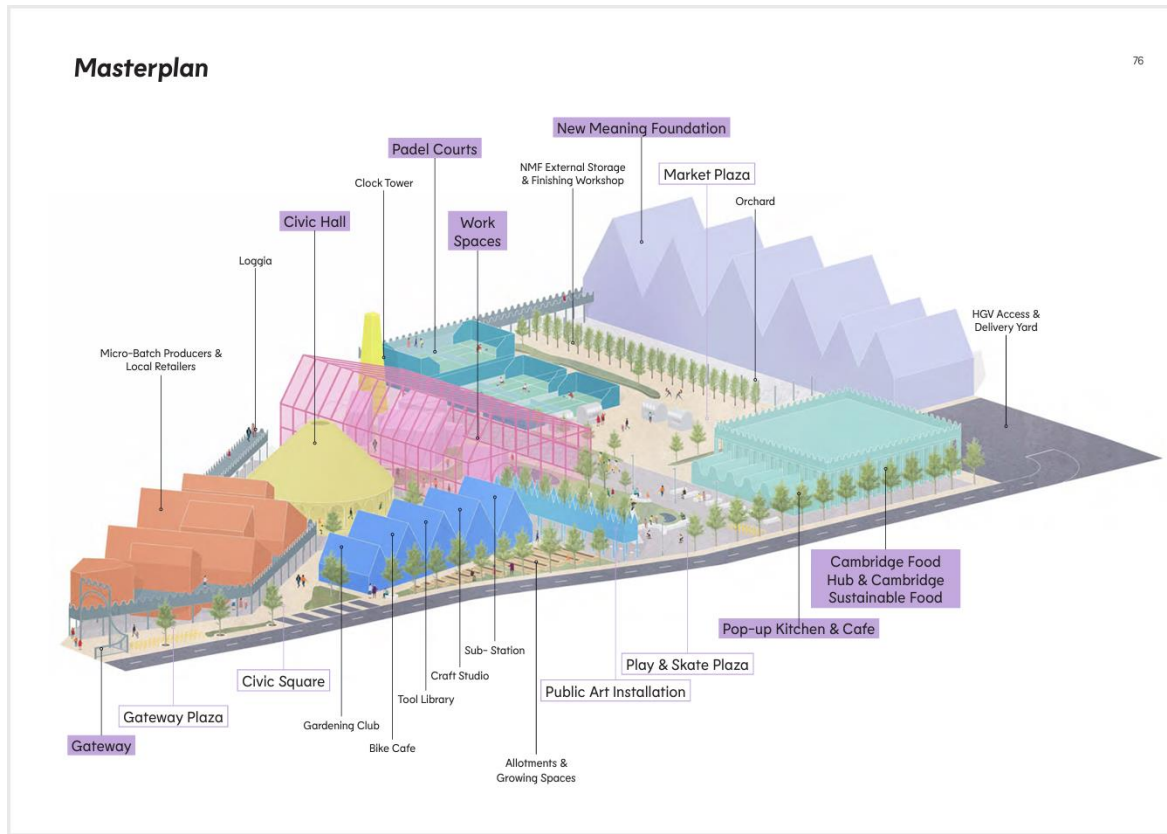 Masterplan
76
New Meaning Foundation
Padel Courts
NMF External Storage
& Finishing Workshop
Market Plaza
Clock Tower
Orchard
Civic Hall
Work
Spaces
Loggia
HGV Access &
Delivery Yard
Micro-Batch Producers &
Local Retailers
Cambridge Food
Hub & Cambridge
Sustainable Food
Pop-up Kitchen & Cafe
Sub- Station
Play & Skate Plaza
Craft Studio
Civic Square
Public Art Installation
Tool Library
Gateway Plaza
Gardening Club
Gateway
Bike Cafe
Allotments &
Growing Spaces